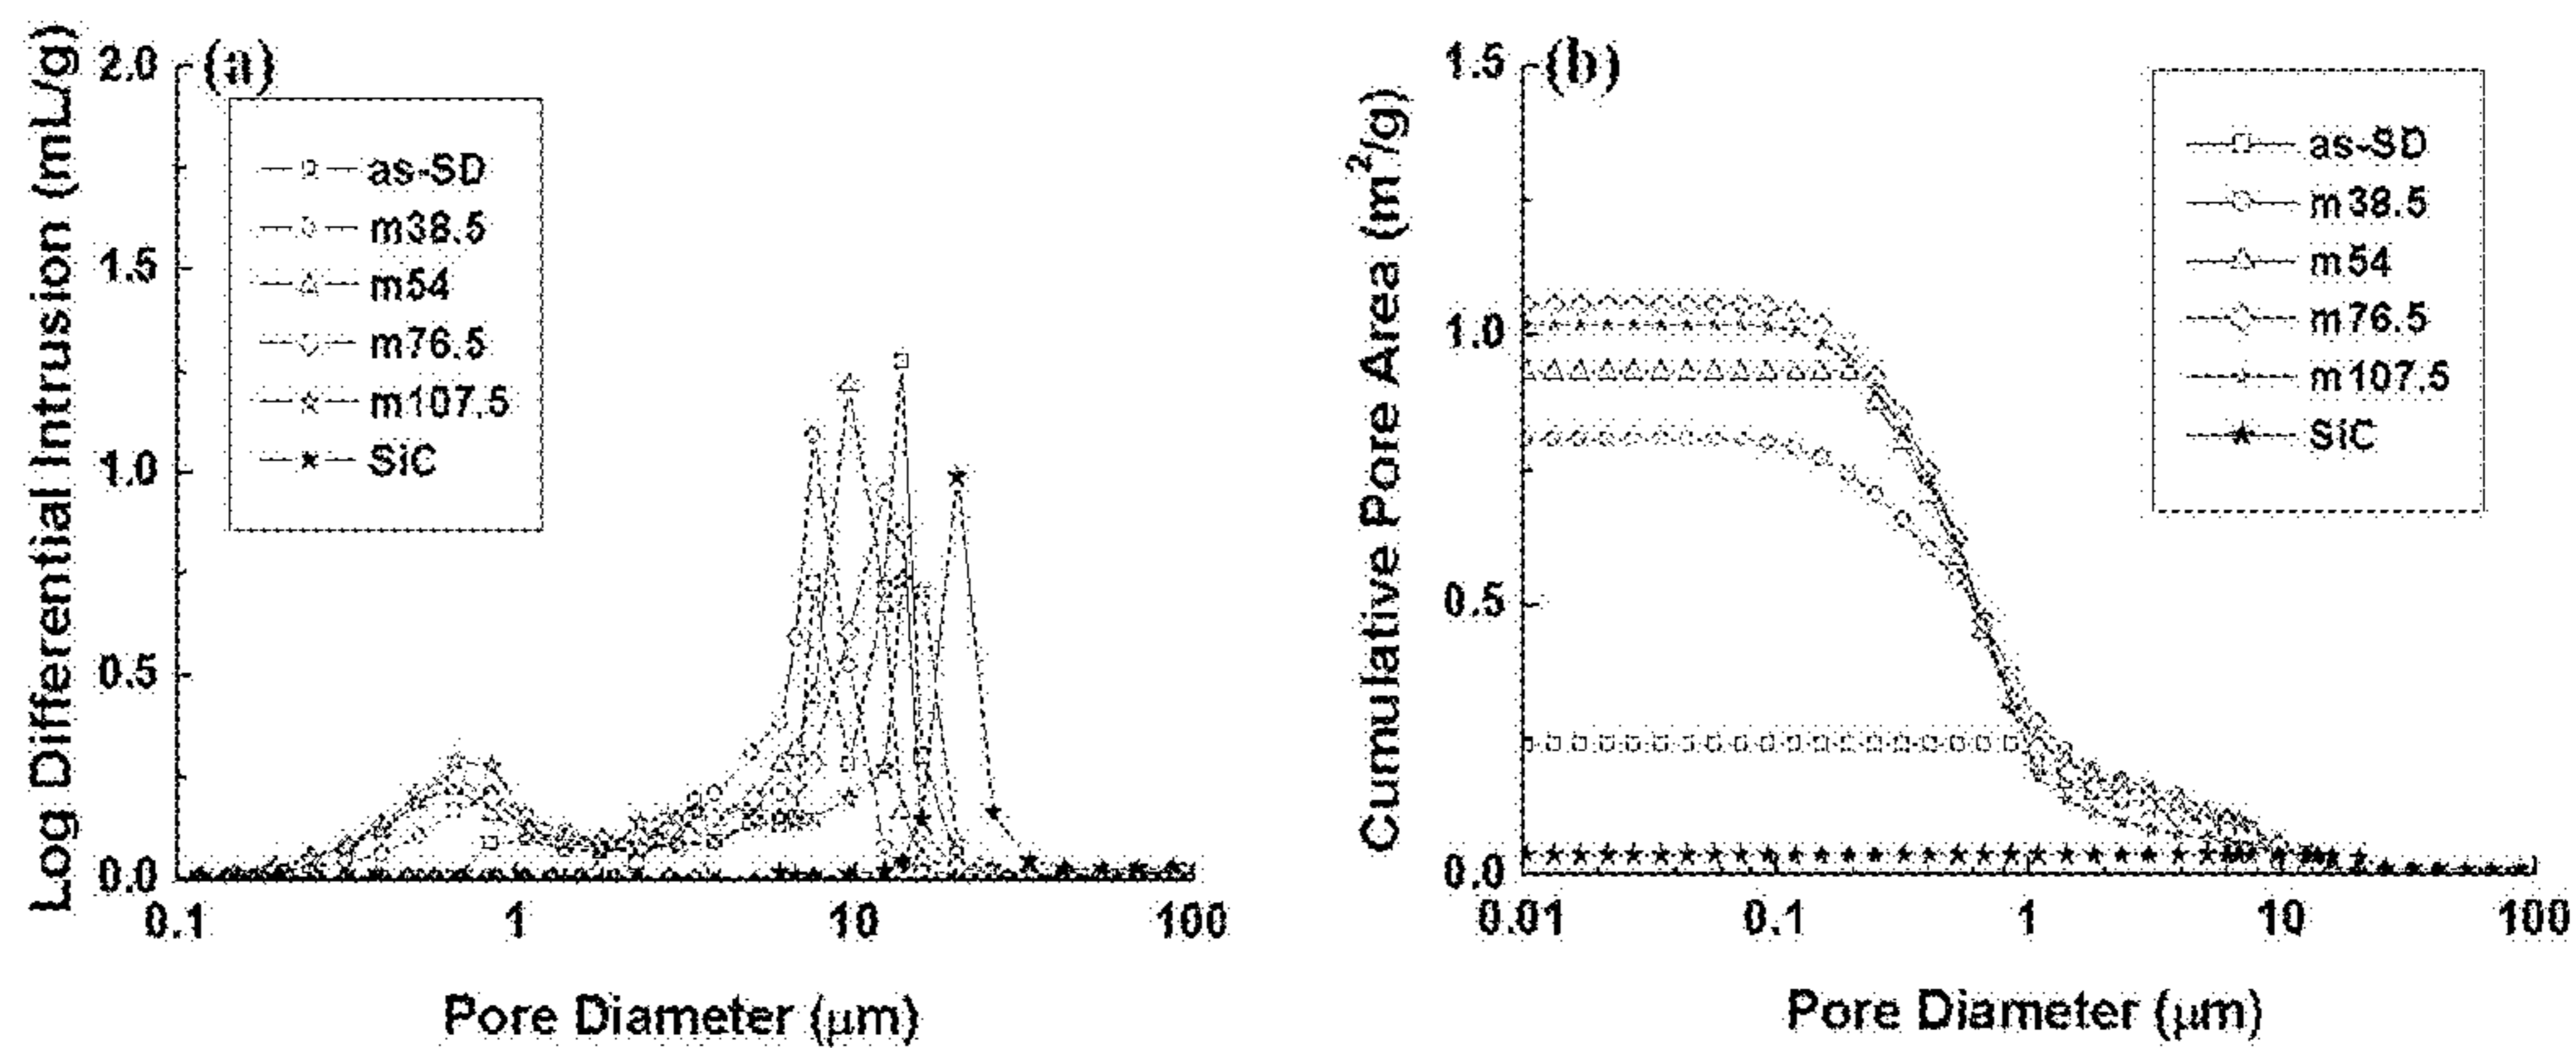 (a)
Log Differential Intrusion (mL/g)
2.0
1.5
1.0
0.5
0.0
as-SD
m38.5
m54
m76.5
m107.5
SiC
0.1 1 10 100
Pore Diameter (μm)
(b)
Cumulative Pore Area (m²/g)
1.5
1.0
0.5
0.0
as-SD
m38.5
m54
m76.5
m107.5
SiC
0.01 0.1 1 10 100
Pore Diameter (μm)